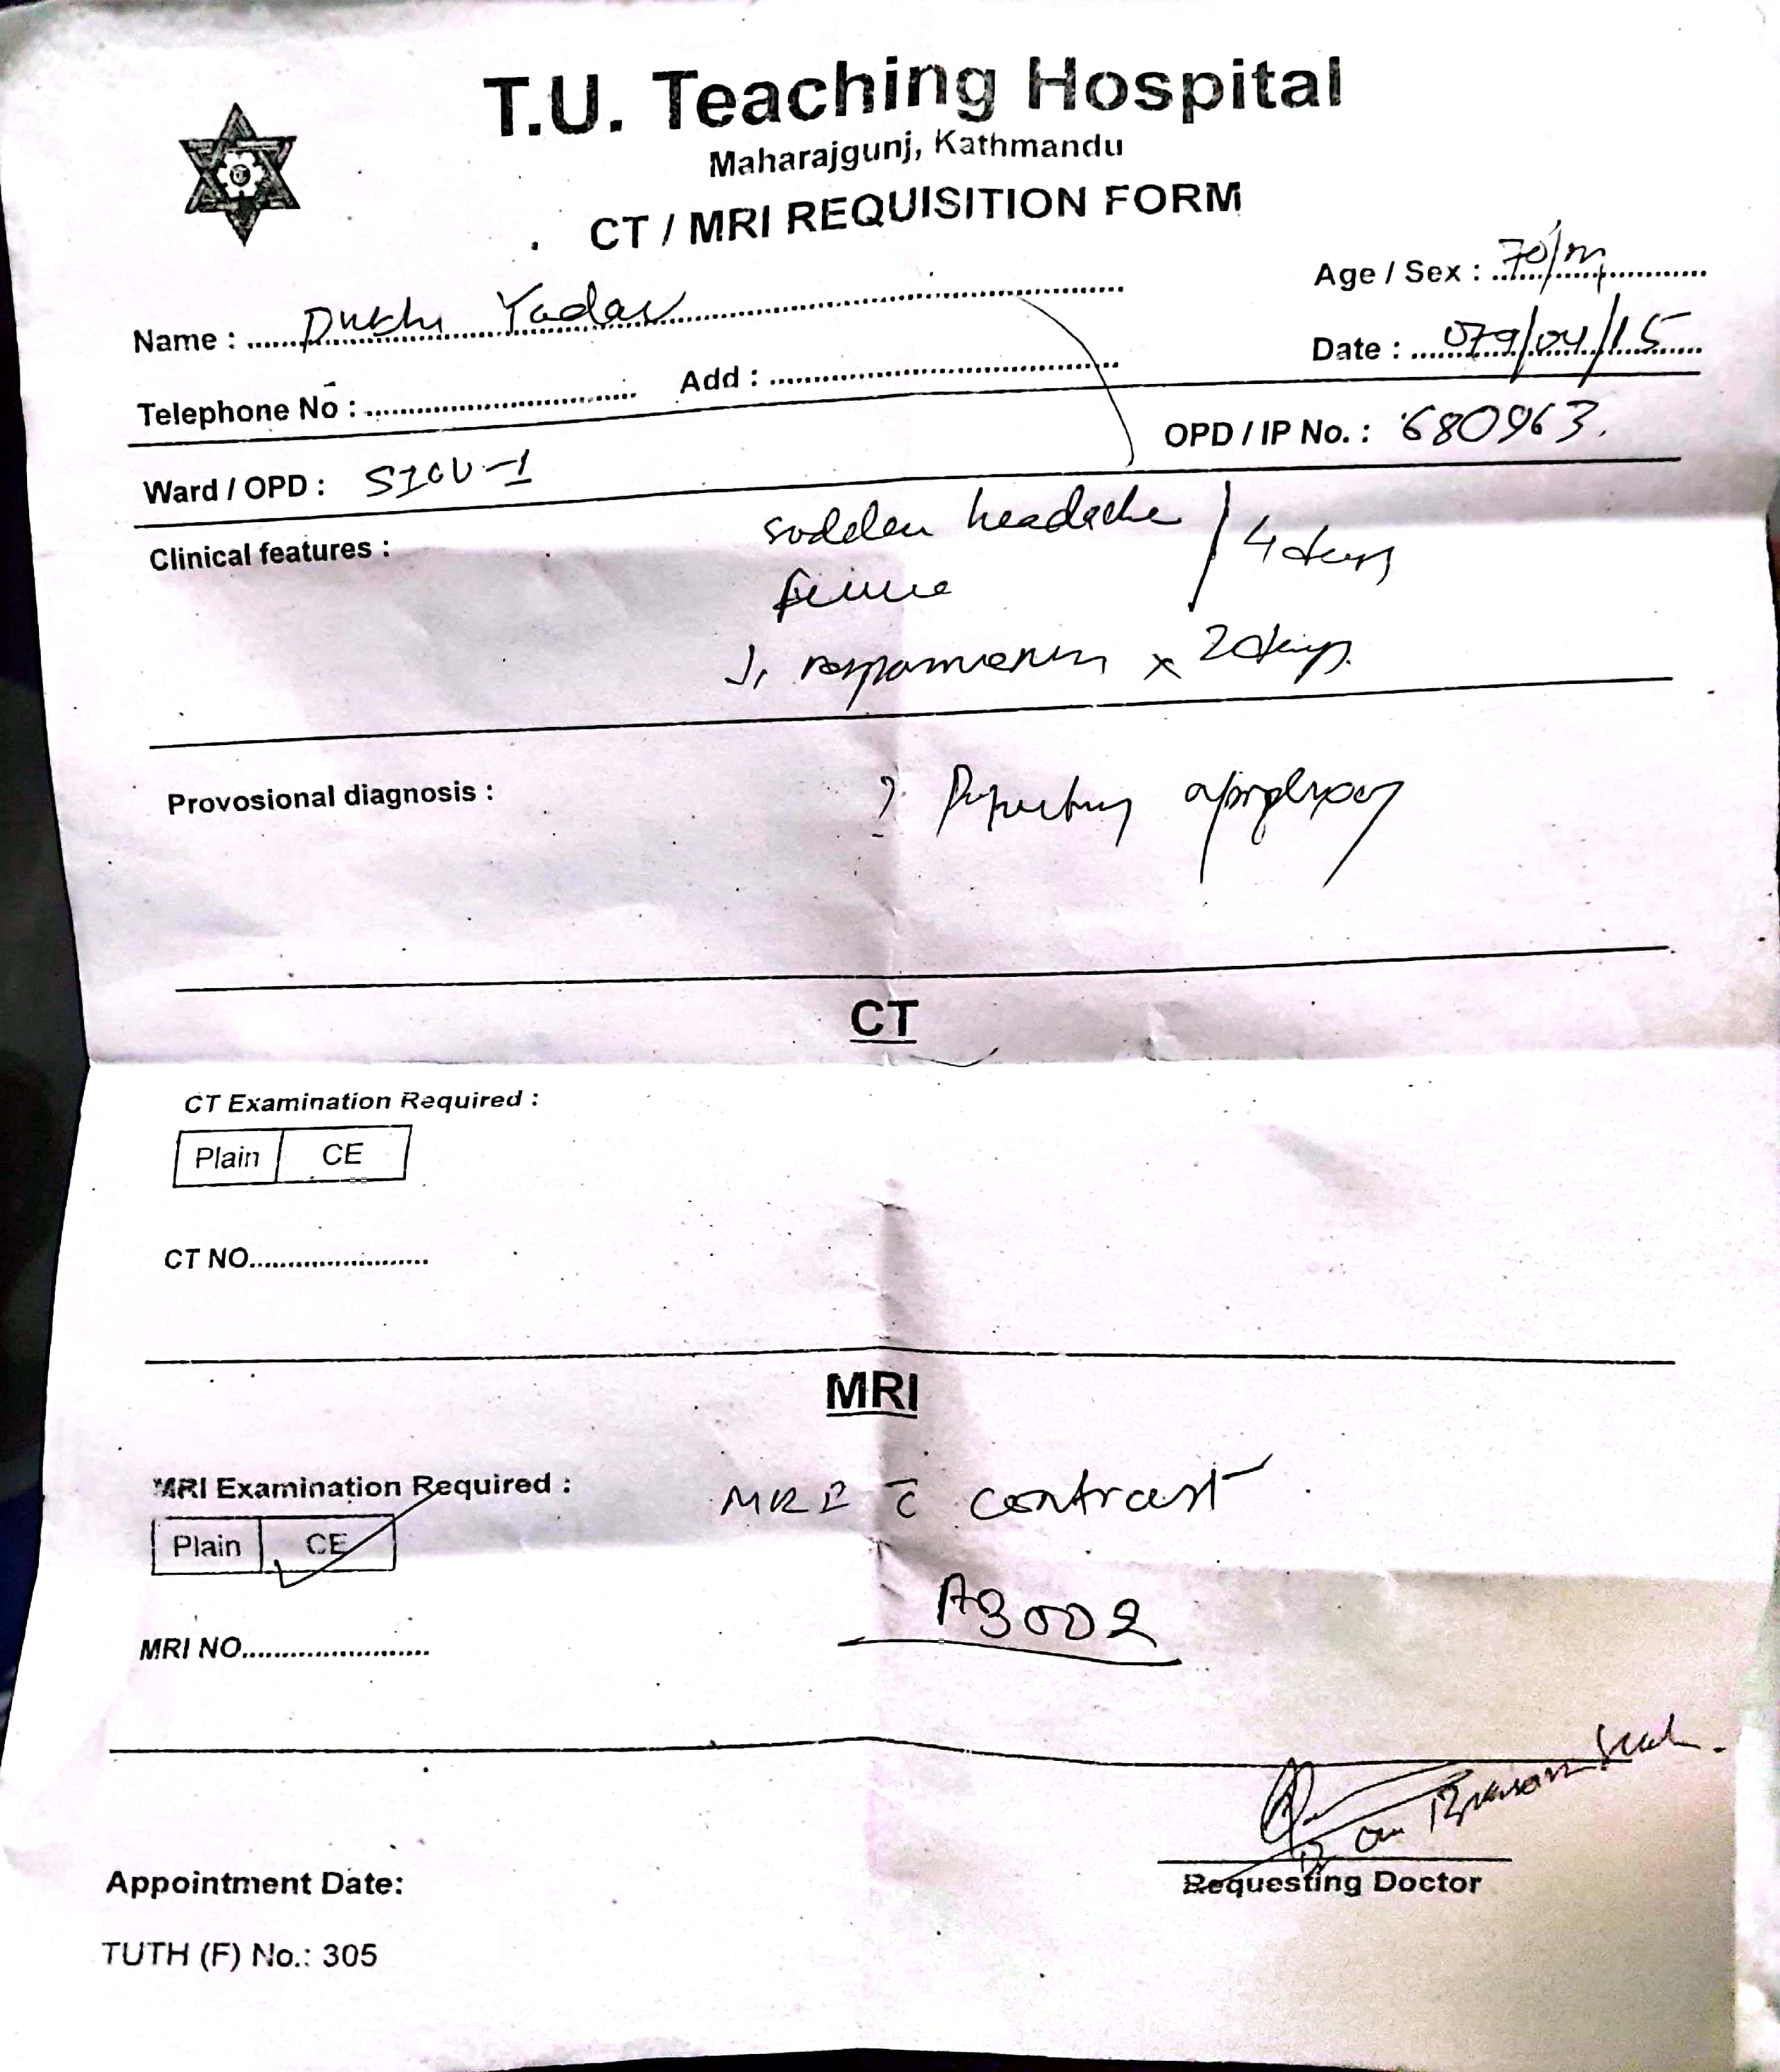 T.U. Teaching Hospital
Maharajgunj, Kathmandu
CT / MRI REQUISITION FORM
Name : Dukhi Yadav Age / Sex : 70/m
Telephone No : Add : Date : 079/04/15
Ward / OPD : SICU-1 OPD / IP No. : 680963.
Clinical features : sudden headache / 4 days
fever
↓ responsiveness x 2 days.
Provosional diagnosis : ? Pituitary apoplexy
CT
CT Examination Required :
Plain CE
CT NO
MRI
MRI Examination Required : MRI c̄ contrast
Plain CE
A3002
MRI NO
Appointment Date: Requesting Doctor
TUTH (F) No.: 305